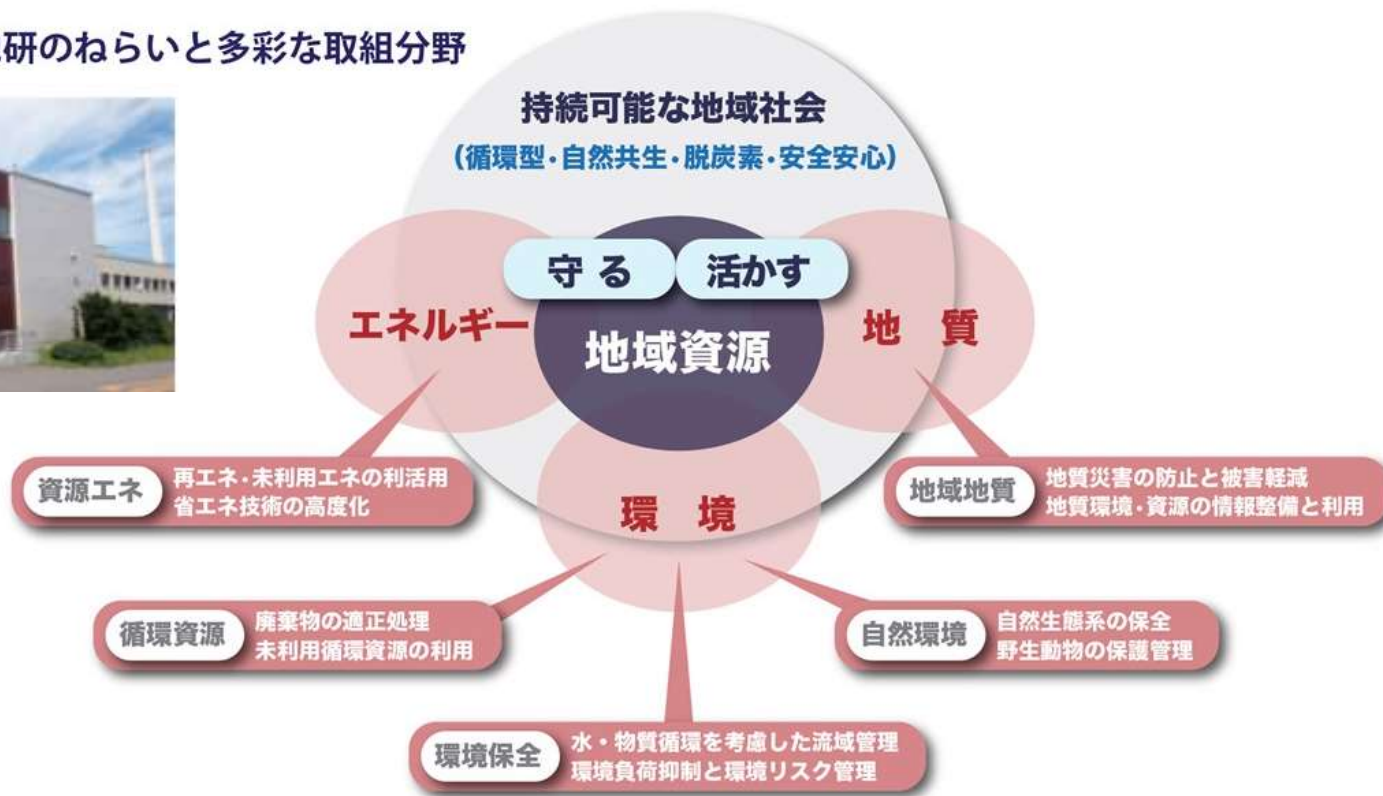 研のねらいと多彩な取組分野
持続可能な地域社会
(循環型・自然共生・脱炭素・安全安心)
守る 活かす
エネルギー
地域資源
地 質
環 境
資源エネ
再エネ・未利用エネの利活用
省エネ技術の高度化
地域地質
地質災害の防止と被害軽減
地質環境・資源の情報整備と利用
循環資源
廃棄物の適正処理
未利用循環資源の利用
自然環境
自然生態系の保全
野生動物の保護管理
環境保全
水・物質循環を考慮した流域管理
環境負荷抑制と環境リスク管理